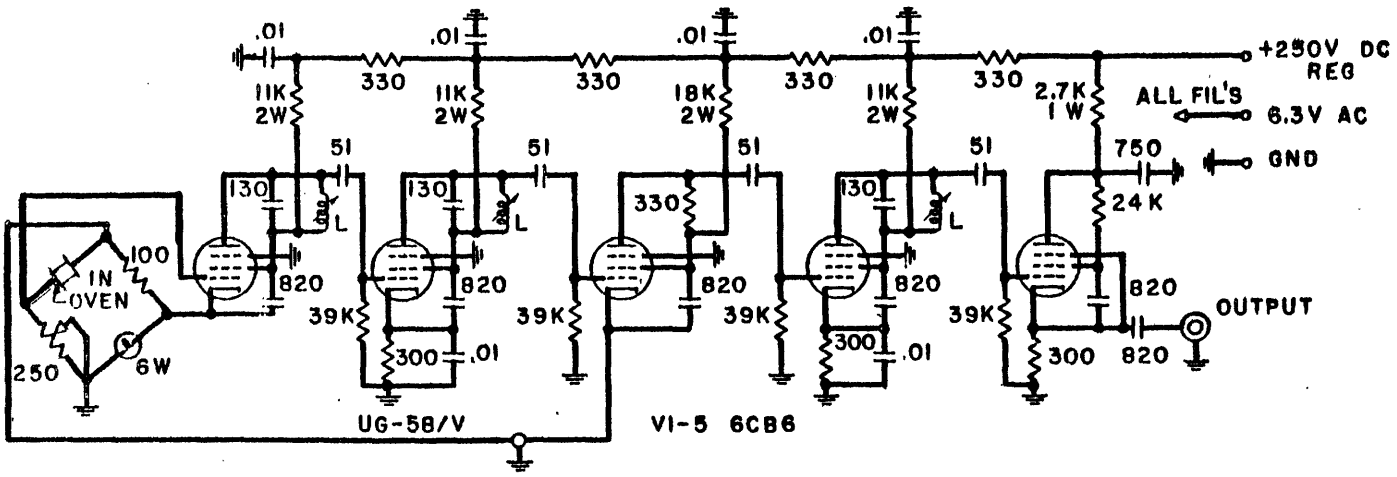 .01
.01
.01
.01
330
330
330
330
+250V DC
REG
11K
2W
11K
2W
18K
2W
11K
2W
2.7K
1W
ALL FIL'S
6.3V AC
51
51
51
51
750
GND
130
L
130
L
330
130
L
24K
100
IN
OVEN
820
820
820
820
820
39K
39K
39K
39K
OUTPUT
250
6W
300
.01
300
.01
300
820
UG-58/V
V1-5 6CB6